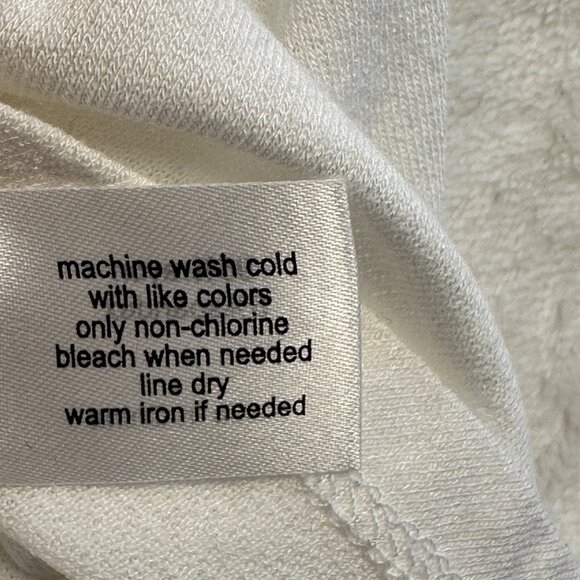 machine wash cold
with like colors
only non-chlorine
bleach when needed
line dry
warm iron if needed